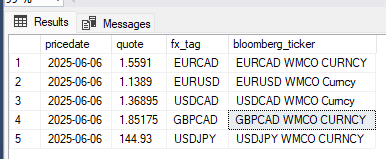 Results Messages
pricedate quote fx_tag bloomberg_ticker
1 2025-06-06 1.5591 EURCAD EURCAD WMCO CURNCY
2 2025-06-06 1.1389 EURUSD EURUSD WMCO Curncy
3 2025-06-06 1.36895 USDCAD USDCAD WMCO Curncy
4 2025-06-06 1.85175 GBPCAD GBPCAD WMCO CURNCY
5 2025-06-06 144.93 USDJPY USDJPY WMCO CURNCY